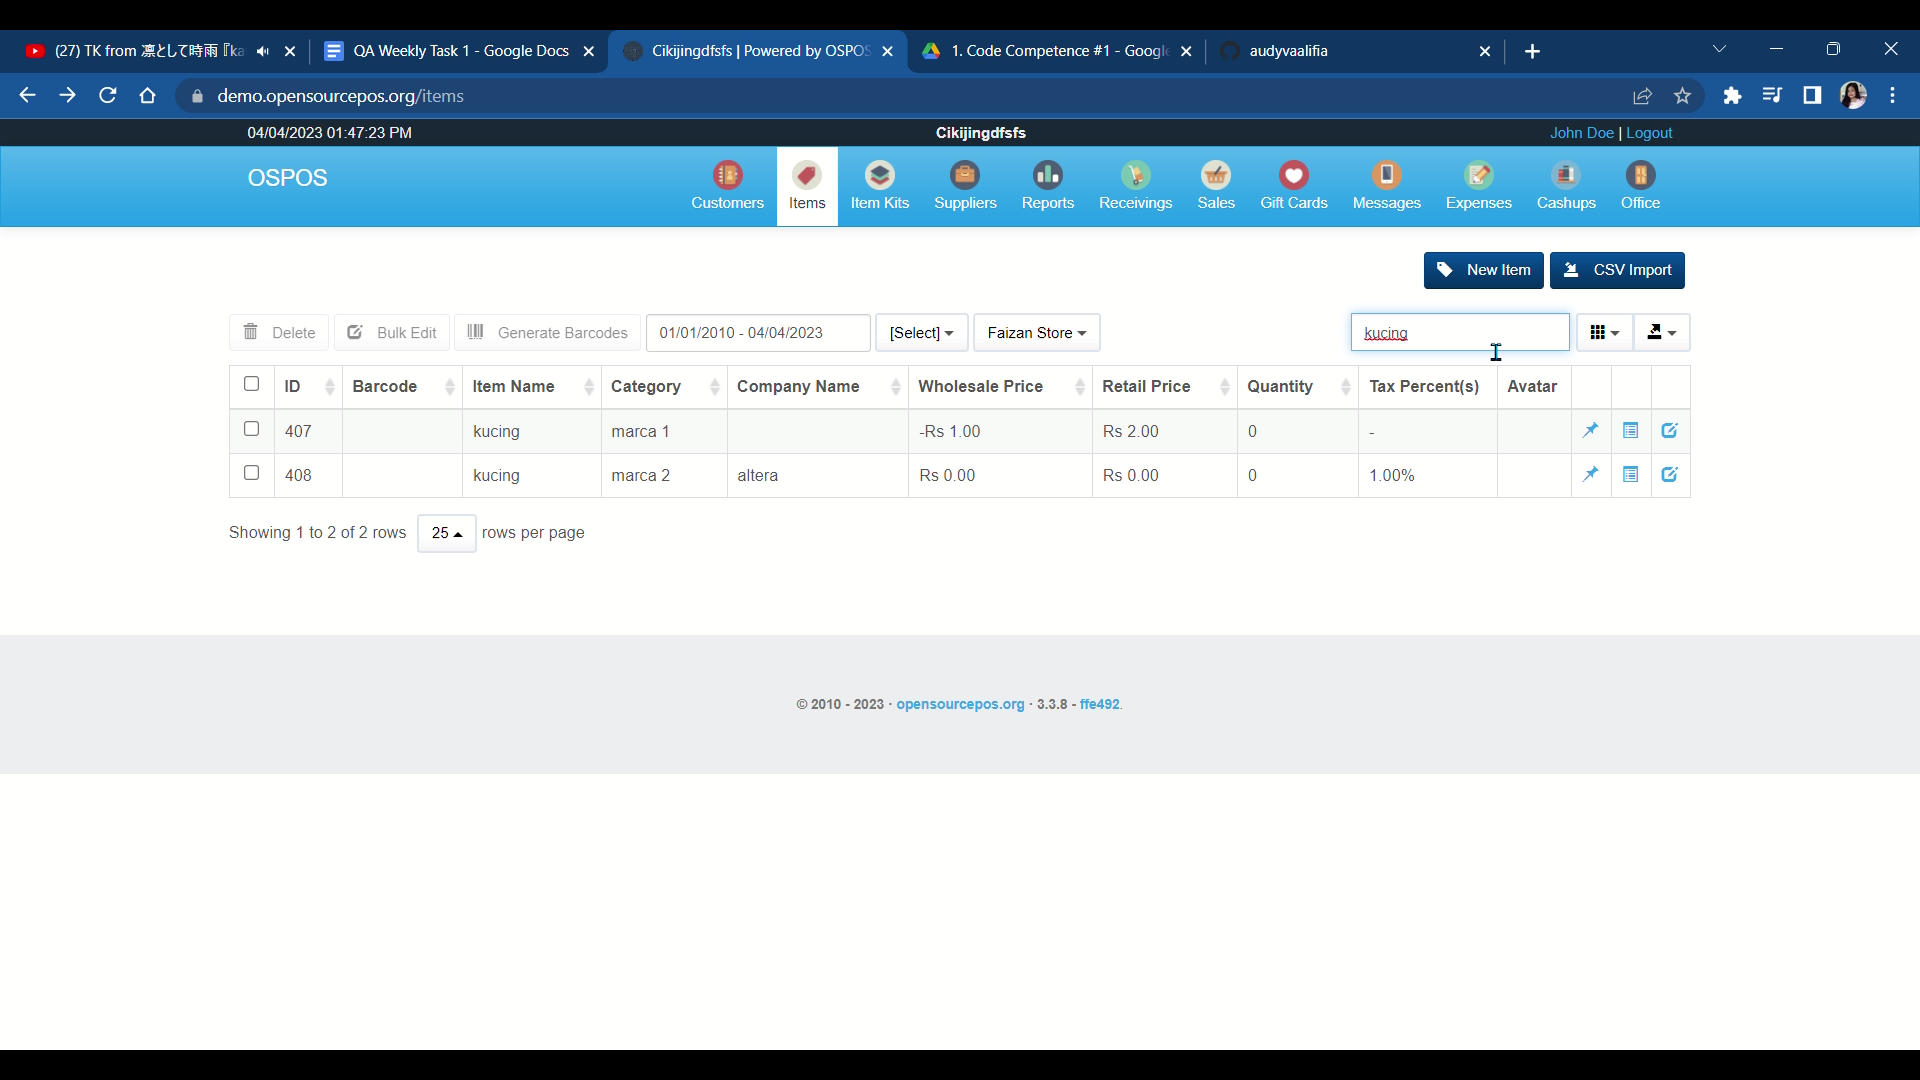 (27) TK from 凛として時雨『ka
QA Weekly Task 1 - Google Docs
Cikijingdfsfs | Powered by OSPOS
1. Code Competence #1 - Google
audyvaalifia
demo.opensourcepos.org/items
04/04/2023 01:47:23 PM
Cikijingdfsfs
John Doe | Logout
OSPOS
Customers
Items
Item Kits
Suppliers
Reports
Receivings
Sales
Gift Cards
Messages
Expenses
Cashups
Office
New Item
CSV Import
Delete
Bulk Edit
Generate Barcodes
01/01/2010 - 04/04/2023
[Select]
Faizan Store
kucing
ID Barcode Item Name Category Company Name Wholesale Price Retail Price Quantity Tax Percent(s) Avatar
407 kucing marca 1 -Rs 1.00 Rs 2.00 0 -
408 kucing marca 2 altera Rs 0.00 Rs 0.00 0 1.00%
Showing 1 to 2 of 2 rows 25 rows per page
© 2010 - 2023 · opensourcepos.org · 3.3.8 - ffe492.